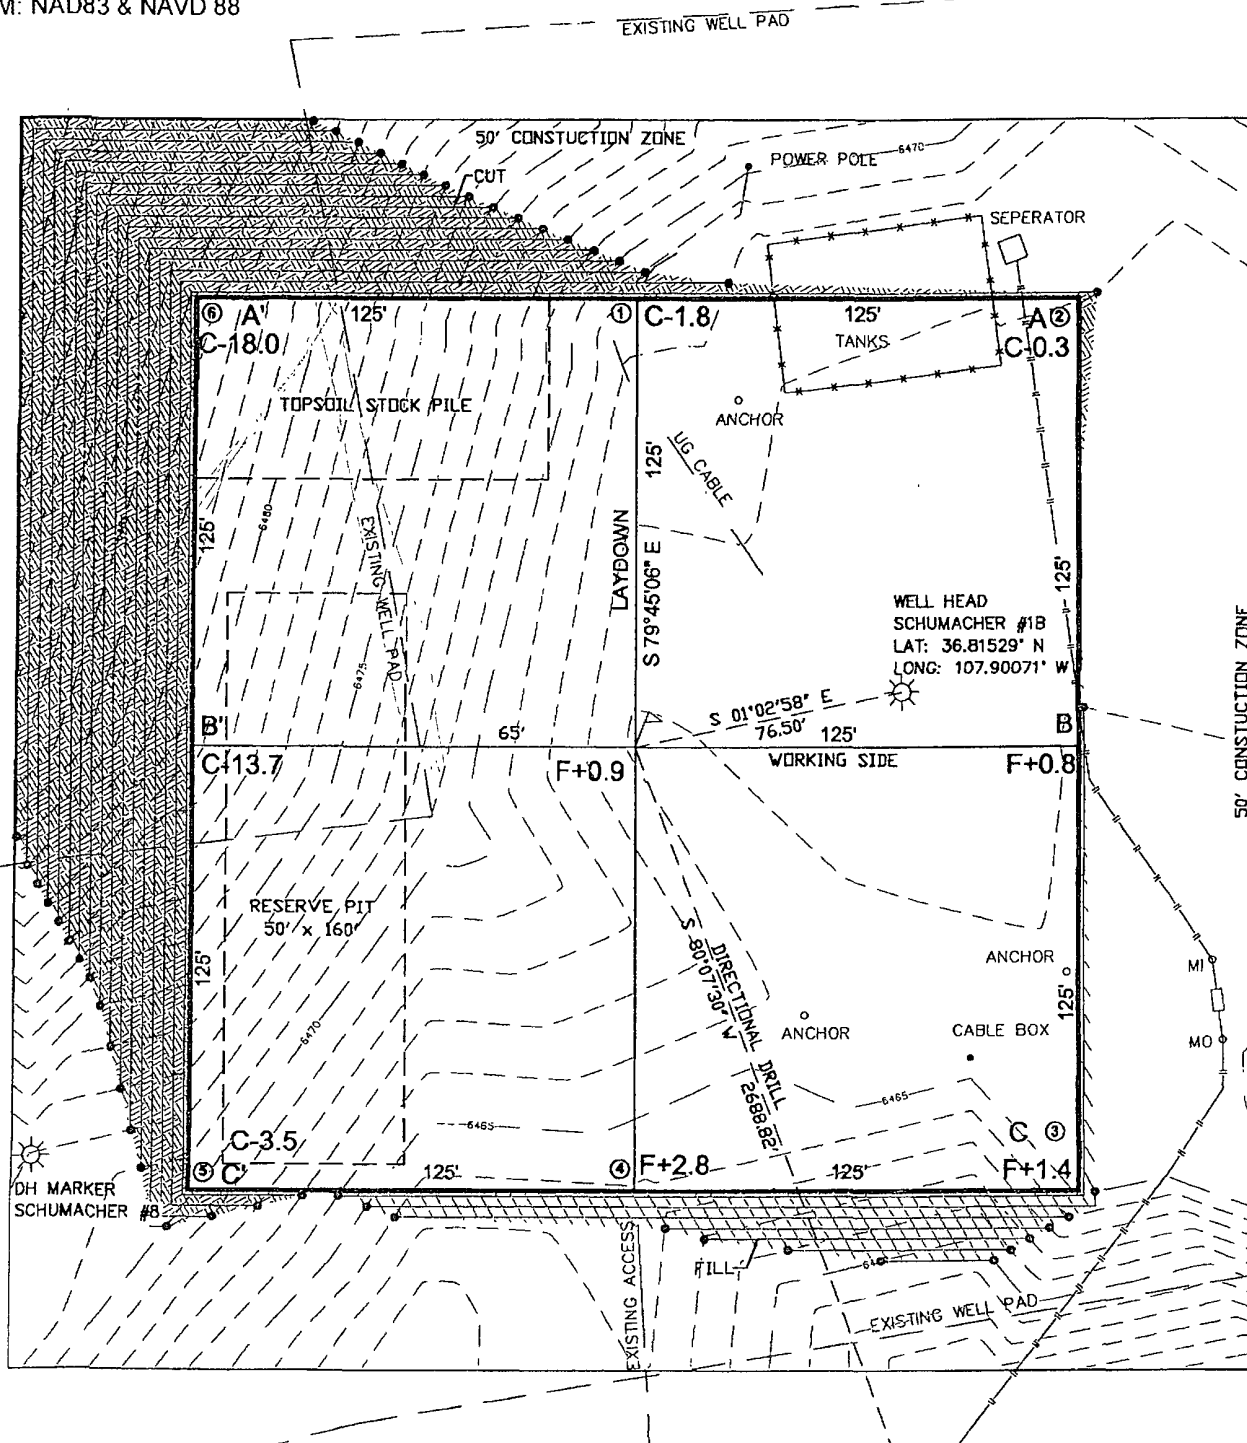 M: NAD83 & NAVD 88
EXISTING WELL PAD
50' CONSTUCTION ZONE
POWER POLE
6470
CUT
SEPERATOR
⑥ A'
125'
①
C-1.8
125'
A ②
C-18.0
TANKS
C-0.3
TOPSOIL STOCK PILE
ANCHOR
UG CABLE
125'
6480
125'
EXISTING WELL PAD
LAYDOWN
S 79°45'06" E
125'
WELL HEAD
SCHUMACHER #1B
LAT: 36.81529° N
LONG: 107.90071° W
50' CONSTUCTION ZONE
6475
S 01°02'58" E
76.50'
B'
65'
125'
B
C-13.7
F+0.9
WORKING SIDE
F+0.8
RESERVE PIT
50' x 160'
125'
S 80°07'30" W
DIRECTIONAL DRILL
2688.82'
ANCHOR
125'
MI
ANCHOR
CABLE BOX
MO
6470
6465
6465
C-3.5
C ③
⑤ C'
125'
④
F+2.8
125'
F+1.4
DH MARKER
SCHUMACHER #8
EXISTING ACCESS
FILL
EXISTING WELL PAD